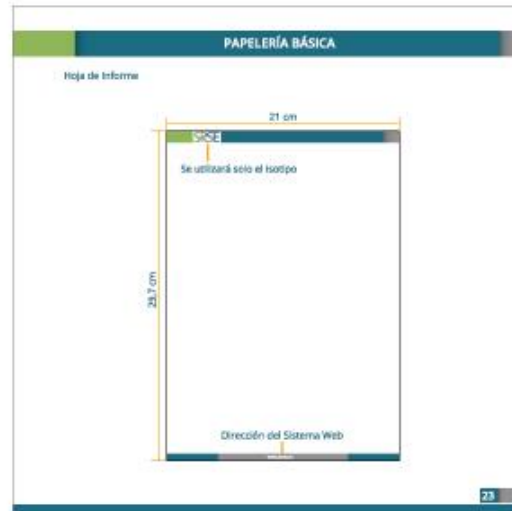 PAPELERÍA BÁSICA
Hoja de Informe
21 cm
SISE
Se utilizará solo el isotipo
29.7 cm
Dirección del Sistema Web
23